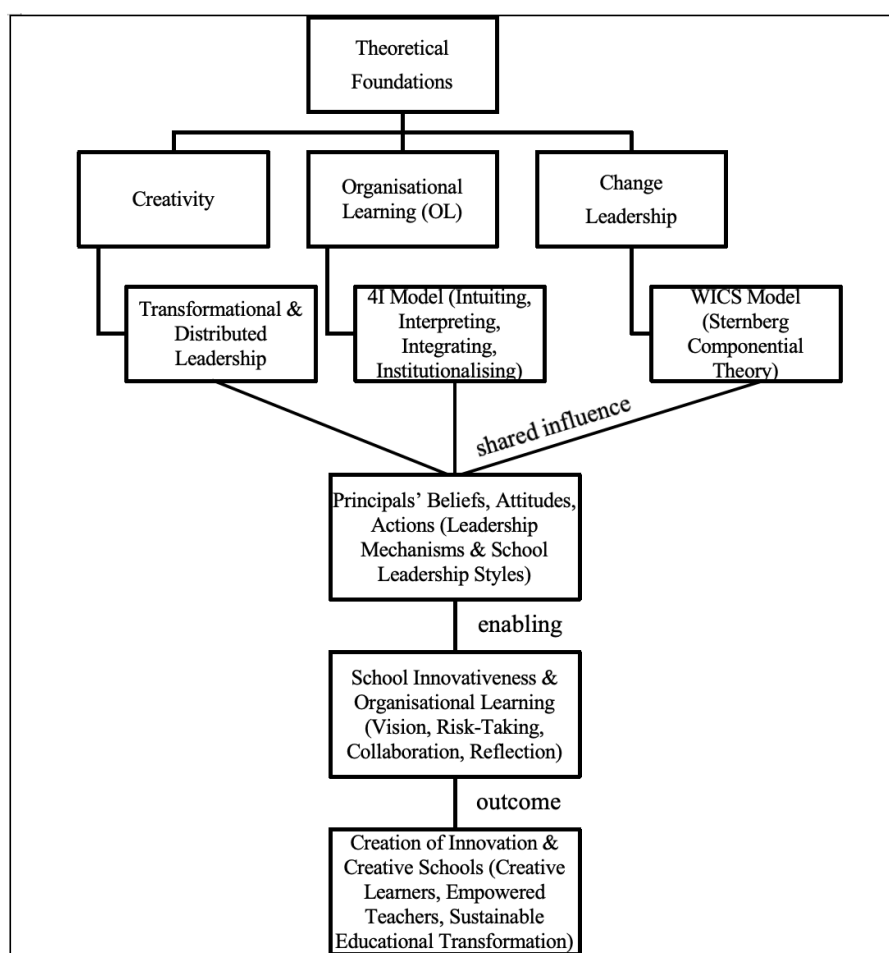 Theoretical
Foundations
Creativity
Organisational
Learning (OL)
Change
Leadership
Transformational &
Distributed
Leadership
4I Model (Intuiting,
Interpreting,
Integrating,
Institutionalising)
WICS Model
(Sternberg
Componential
Theory)
shared influence
Principals’ Beliefs, Attitudes,
Actions (Leadership
Mechanisms & School
Leadership Styles)
enabling
School Innovativeness &
Organisational Learning
(Vision, Risk-Taking,
Collaboration, Reflection)
outcome
Creation of Innovation &
Creative Schools (Creative
Learners, Empowered
Teachers, Sustainable
Educational Transformation)